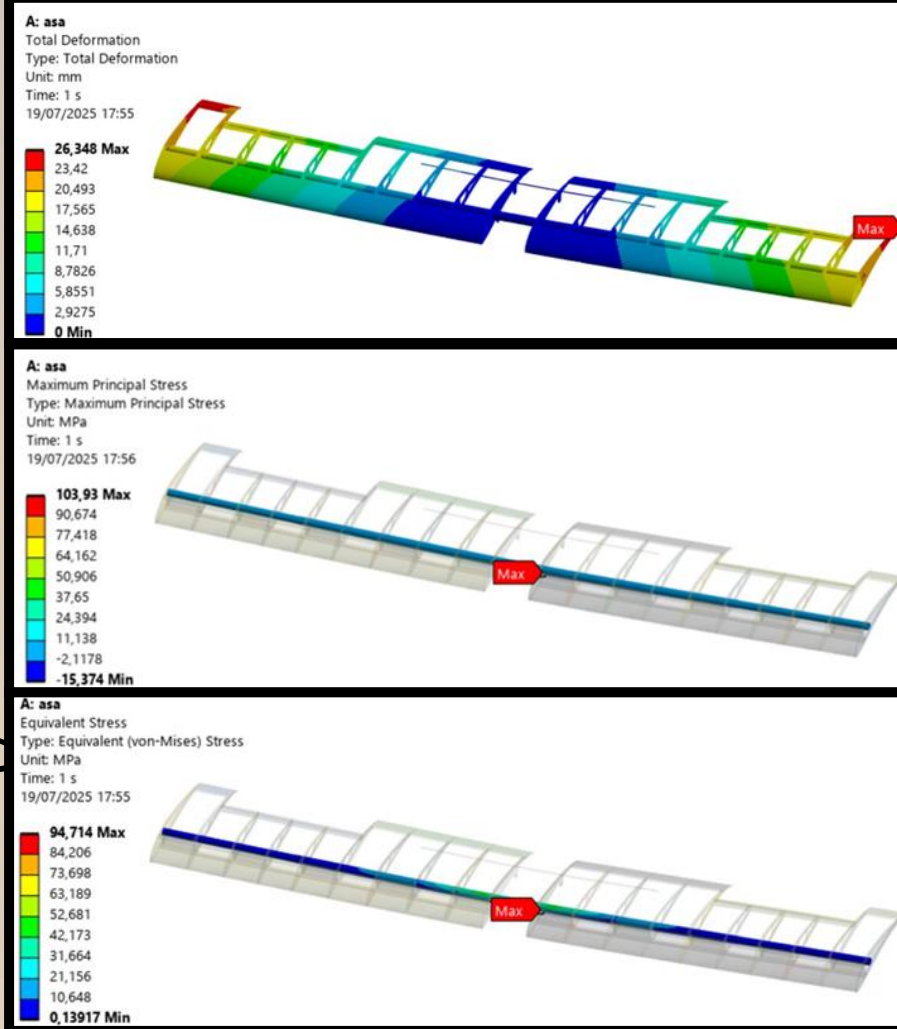 A: asa
Total Deformation
Type: Total Deformation
Unit: mm
Time: 1 s
19/07/2025 17:55
26,348 Max
23,42
20,493
17,565
14,638
11,71
8,7826
5,8551
2,9275
0 Min
Max
A: asa
Maximum Principal Stress
Type: Maximum Principal Stress
Unit: MPa
Time: 1 s
19/07/2025 17:56
103,93 Max
90,674
77,418
64,162
50,906
37,65
24,394
11,138
-2,1178
-15,374 Min
Max
A: asa
Equivalent Stress
Type: Equivalent (von-Mises) Stress
Unit: MPa
Time: 1 s
19/07/2025 17:55
94,714 Max
84,206
73,698
63,189
52,681
42,173
31,664
21,156
10,648
0,13917 Min
Max